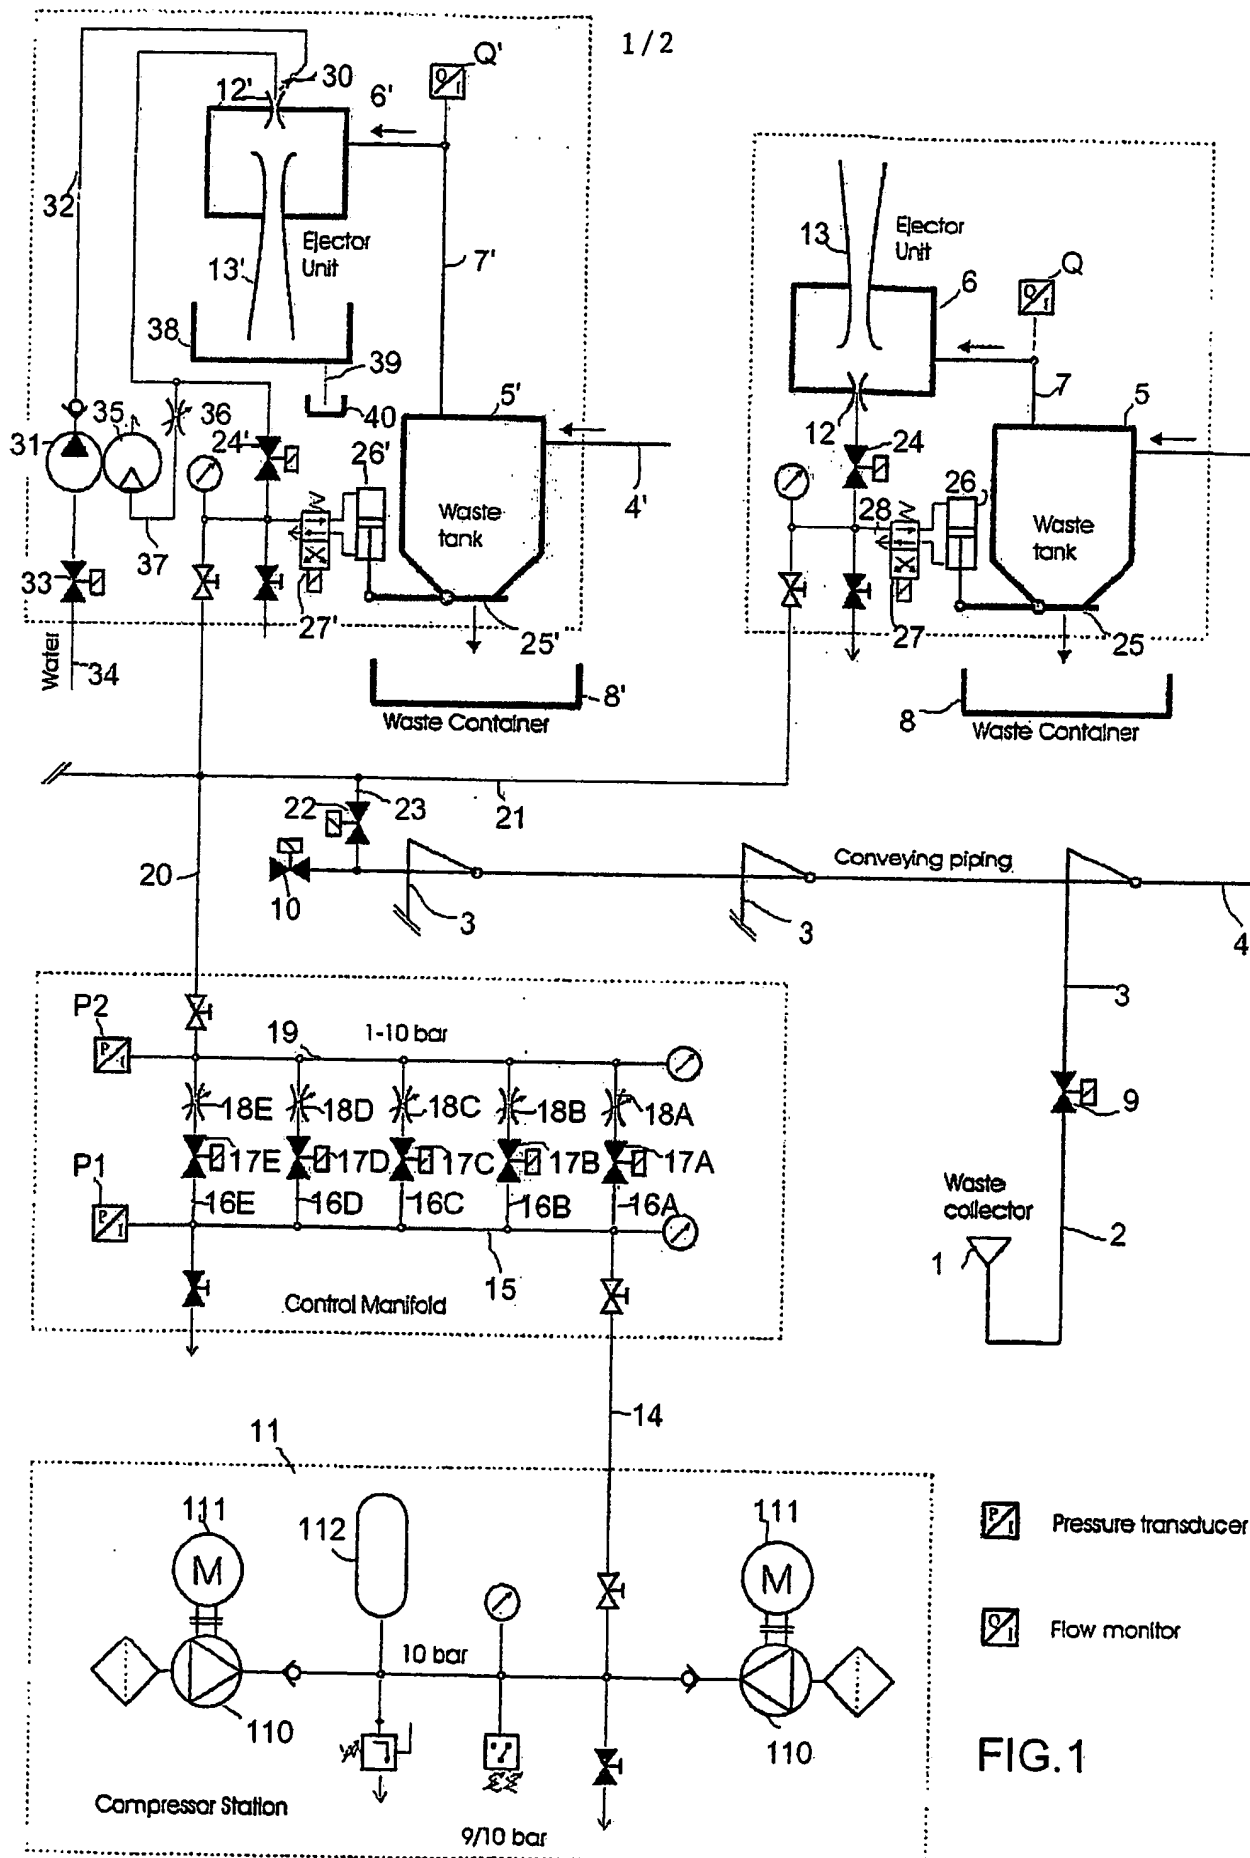 1/2
Q'
Q
I
30
12'
6'
32
Ejector
Unit
13'
7'
38
39
40
35
36
31
24'
5'
26'
4'
Waste
tank
37
33
27'
25'
Water
34
8'
Waste Container
13
Ejector
Unit
Q
6
Q
I
7
5
12
24
26
28
Waste
tank
27
25
8
Waste Container
22
23
21
20
10
3
3
Conveying piping
4
3
P2
P
I
19
1-10 bar
18E
18D
18C
18B
18A
17E
17D
17C
17B
17A
9
P1
P
I
16E
16D
16C
16B
16A
15
Control Manifold
Waste
collector
1
2
14
11
111
M
112
111
M
10 bar
110
110
Compressor Station
9/10 bar
P
I
Pressure transducer
Q
I
Flow monitor
FIG.1